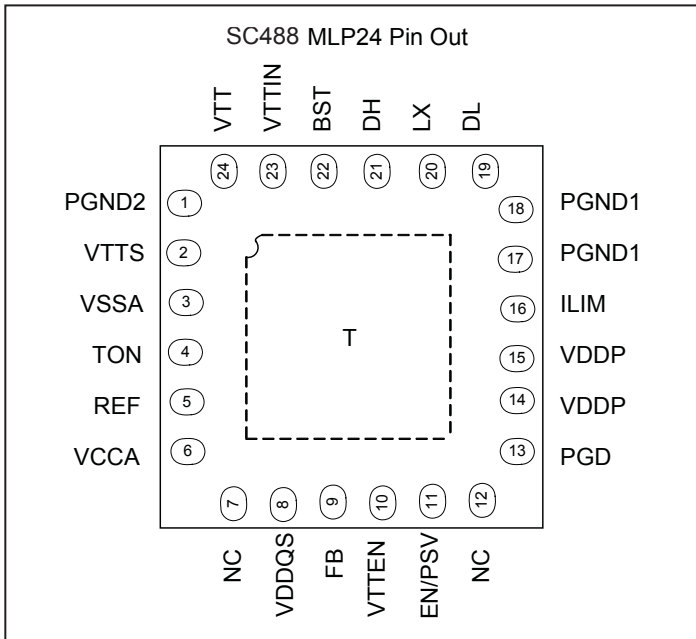 SC488 MLP24 Pin Out
VTT
VTTIN
BST
DH
LX
DL
24
23
22
21
20
19
PGND2
1
18
PGND1
VTTS
2
17
PGND1
VSSA
3
16
ILIM
T
TON
4
15
VDDP
REF
5
14
VDDP
VCCA
6
13
PGD
7
8
9
10
11
12
NC
VDDQS
FB
VTTEN
EN/PSV
NC